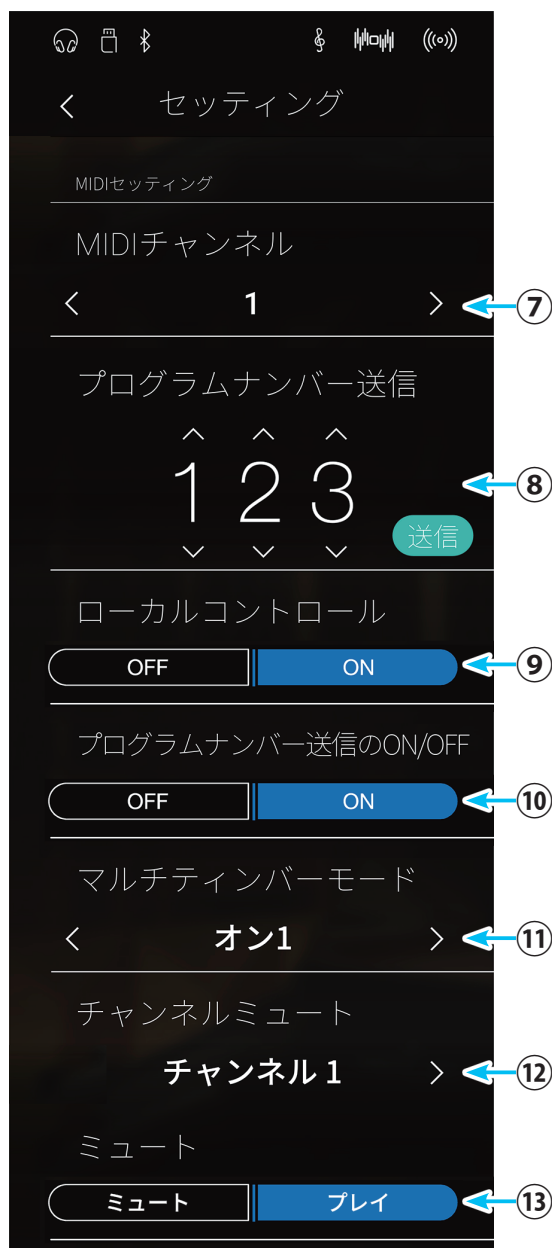 セッティング
MIDIセッティング
MIDIチャンネル
1
⑦
プログラムナンバー送信
1 2 3
⑧
送信
ローカルコントロール
OFF ON
⑨
プログラムナンバー送信のON/OFF
OFF ON
⑩
マルチティンバーモード
オン1
⑪
チャンネルミュート
チャンネル 1
⑫
ミュート
ミュート プレイ
⑬